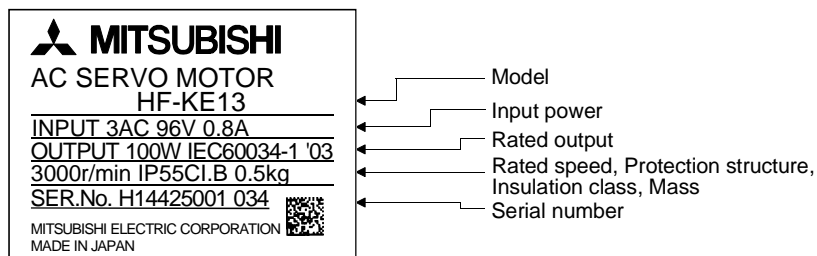 MITSUBISHI
AC SERVO MOTOR
HF-KE13
INPUT 3AC 96V 0.8A
OUTPUT 100W IEC60034-1 '03
3000r/min IP55CI.B 0.5kg
SER.No. H14425001 034
MITSUBISHI ELECTRIC CORPORATION
MADE IN JAPAN
Model
Input power
Rated output
Rated speed, Protection structure,
Insulation class, Mass
Serial number